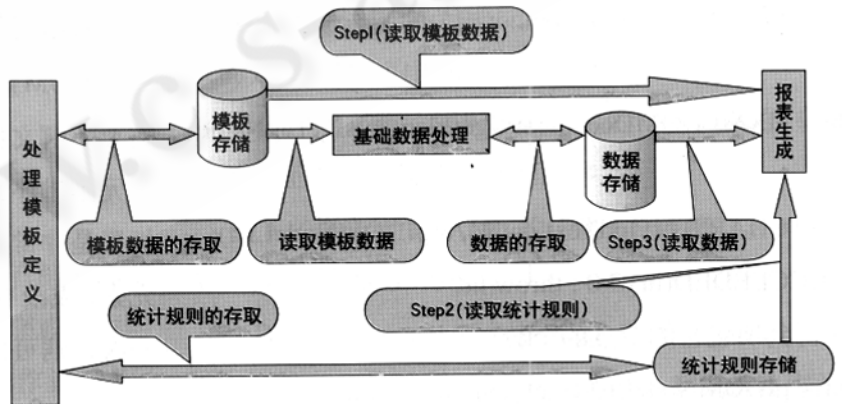 Step1(读取模板数据)
处理模板定义
模板
存储
基础数据处理
数据
存储
报表生成
模板数据的存取
读取模板数据
数据的存取
Step3(读取数据)
统计规则的存取
Step2(读取统计规则)
统计规则存储